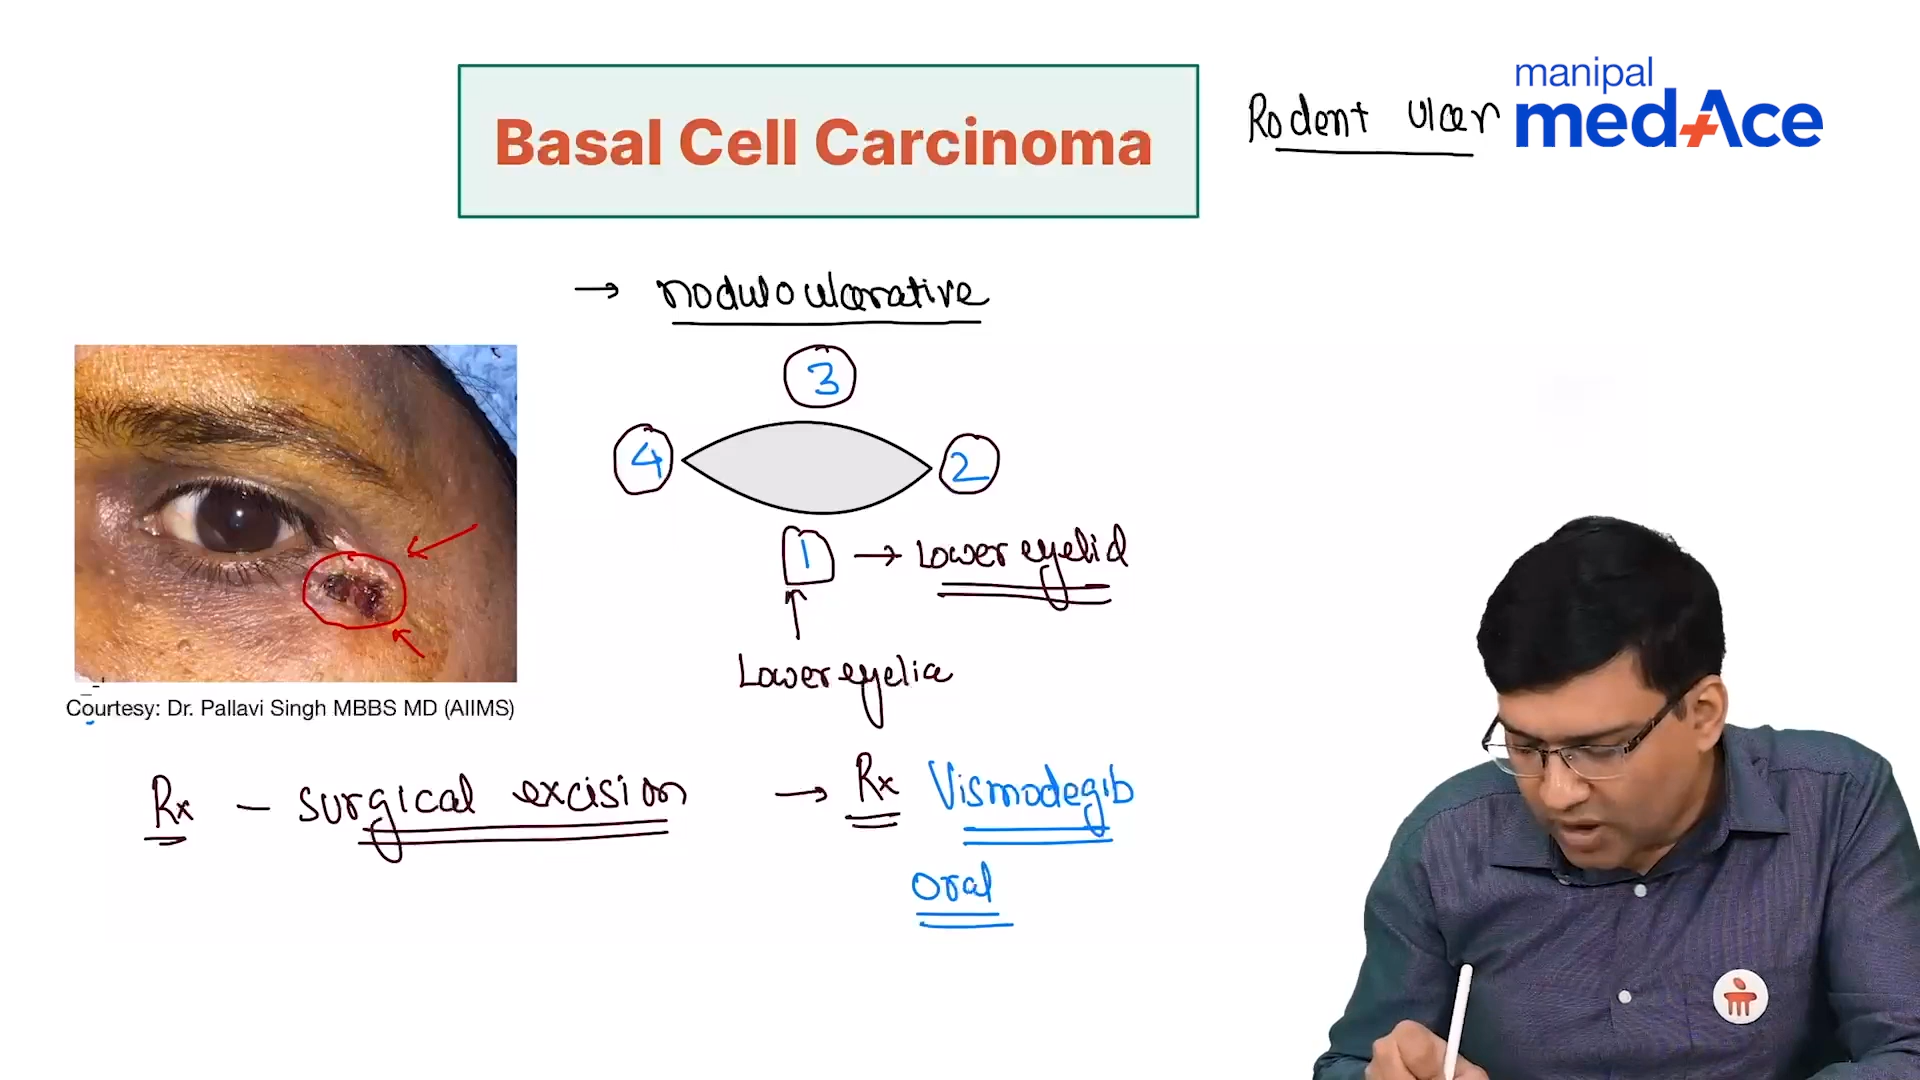 manipal
medAce
Basal Cell Carcinoma
Rodent ulcer
→ noduloulcerative
3
4
2
1 → Lower eyelid
Lower eyelid
Courtesy: Dr. Pallavi Singh MBBS MD (AIIMS)
Rx – surgical excision
→ Rx Vismodegib
oral